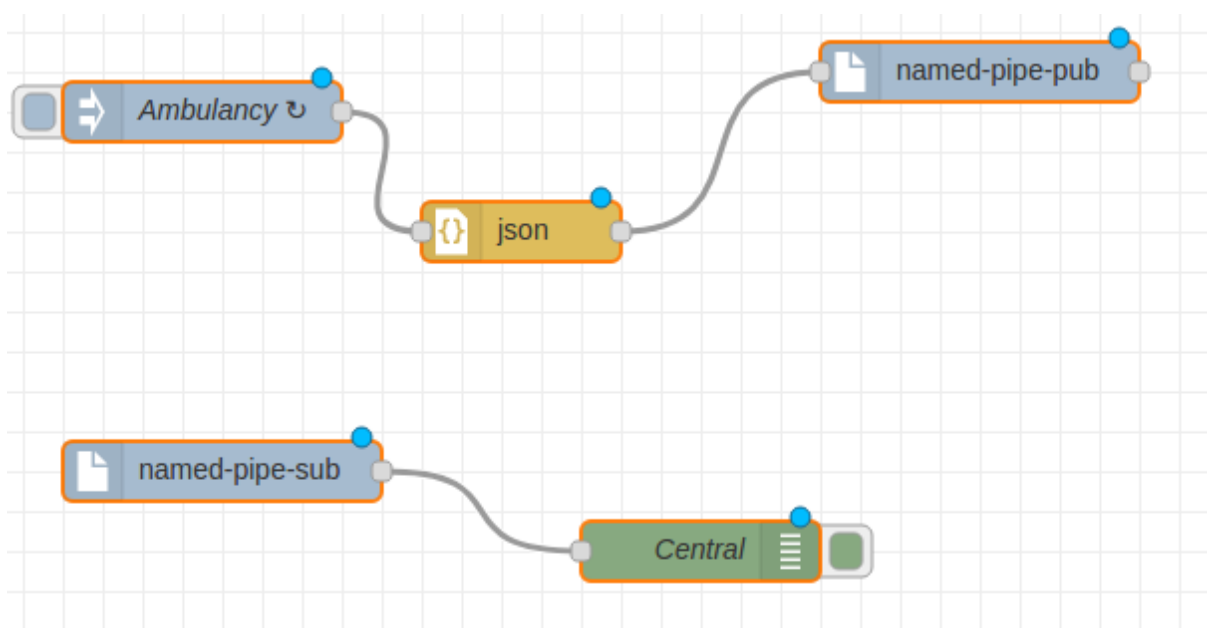 named-pipe-pub
Ambulancy ↻
{} json
named-pipe-sub
Central